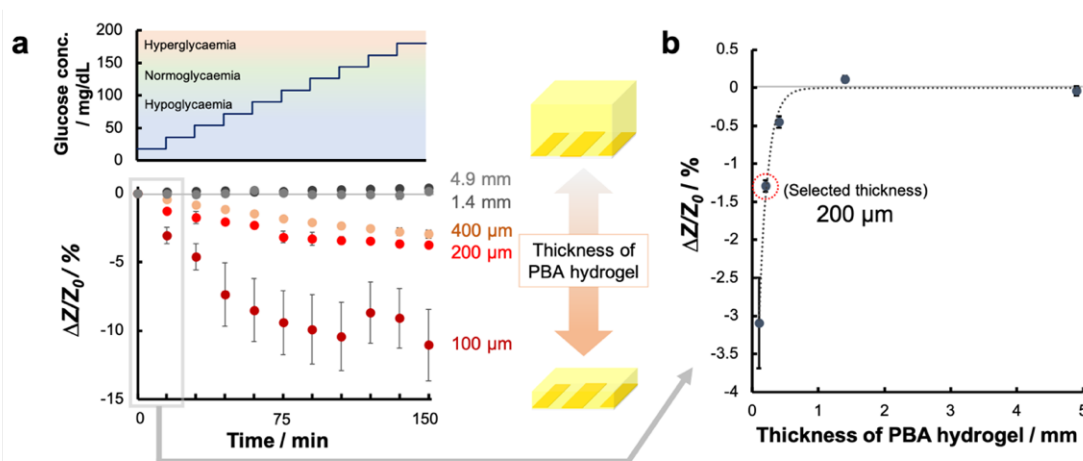 a
Glucose conc.
/ mg/dL
200
150
100
50
0
Hyperglycaemia
Normoglycaemia
Hypoglycaemia
ΔZ/Z0 / %
0
-5
-10
-15
4.9 mm
1.4 mm
400 µm
200 µm
100 µm
0
75
150
Time / min
Thickness of
PBA hydrogel
b
ΔZ/Z0 / %
0.5
0
-0.5
-1
-1.5
-2
-2.5
-3
-3.5
-4
(Selected thickness)
200 µm
0
1
2
3
4
5
Thickness of PBA hydrogel / mm